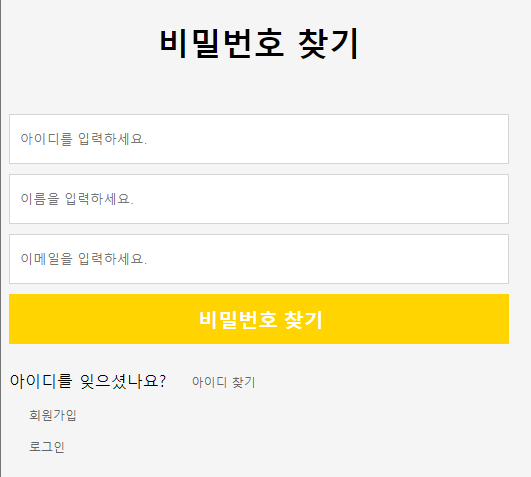 비밀번호 찾기
아이디를 입력하세요.
이름을 입력하세요.
이메일을 입력하세요.
비밀번호 찾기
아이디를 잊으셨나요? 아이디 찾기
회원가입
로그인